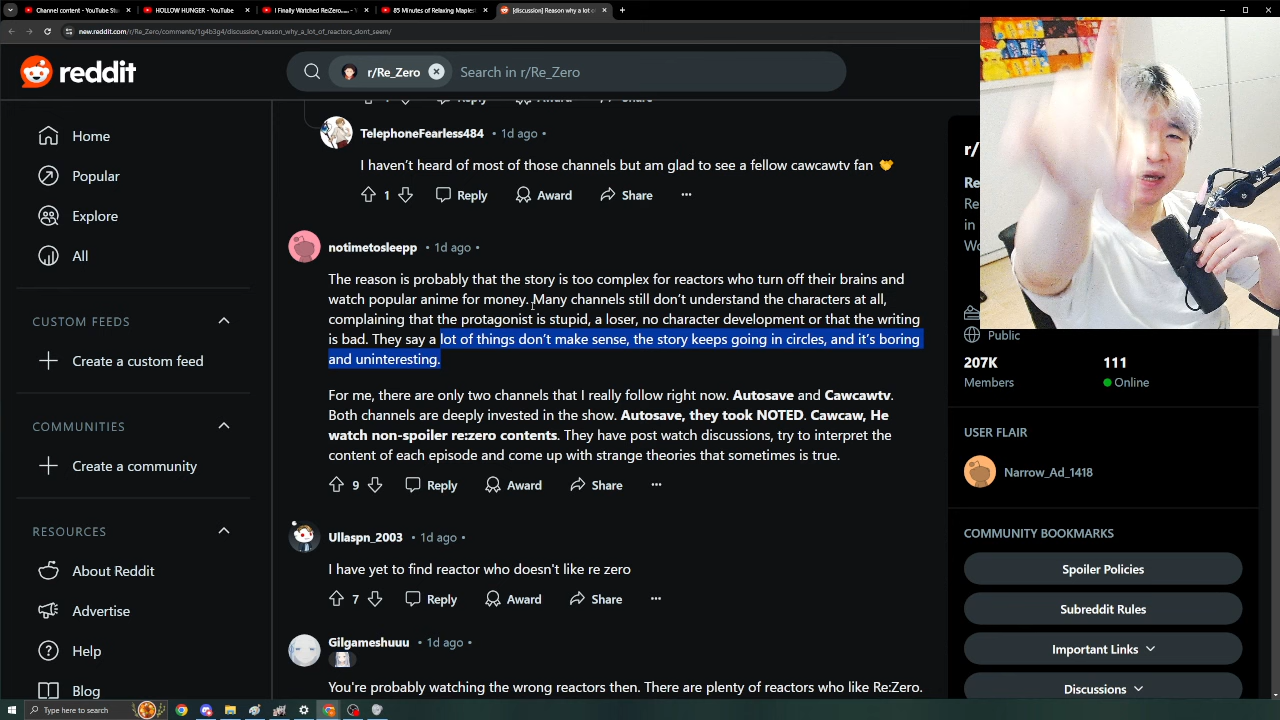 Channel content - YouTube Stu
HOLLOW HUNGER - YouTube
I Finally Watched Re:Zero
85 Minutes of Relaxing Maples
[discussion] Reason why a lot o
new.reddit.com/r/Re_Zero/comments/1g4b3g4/discussion_reason_why_a_lot_of_reactors_dont_seem/
reddit
r/Re_Zero
Search in r/Re_Zero
Home
Popular
Explore
All
CUSTOM FEEDS
Create a custom feed
COMMUNITIES
Create a community
RESOURCES
About Reddit
Advertise
Help
Blog
1 Reply Award Share
TelephoneFearless484 • 1d ago •
I haven't heard of most of those channels but am glad to see a fellow cawcawtv fan
1 Reply Award Share •••
notimetosleepp • 1d ago •
The reason is probably that the story is too complex for reactors who turn off their brains and
watch popular anime for money. Many channels still don't understand the characters at all,
complaining that the protagonist is stupid, a loser, no character development or that the writing
is bad. They say a lot of things don't make sense, the story keeps going in circles, and it's boring
and uninteresting.
For me, there are only two channels that I really follow right now. Autosave and Cawcawtv.
Both channels are deeply invested in the show. Autosave, they took NOTED. Cawcaw, He
watch non-spoiler re:zero contents. They have post watch discussions, try to interpret the
content of each episode and come up with strange theories that sometimes is true.
9 Reply Award Share •••
Ullaspn_2003 • 1d ago •
I have yet to find reactor who doesn't like re zero
7 Reply Award Share •••
Gilgameshuuu • 1d ago •
You're probably watching the wrong reactors then. There are plenty of reactors who like Re:Zero.
r/
Re
Re
in
Wo
Public
207K 111
Members Online
USER FLAIR
Narrow_Ad_1418
COMMUNITY BOOKMARKS
Spoiler Policies
Subreddit Rules
Important Links
Discussions
Type here to search